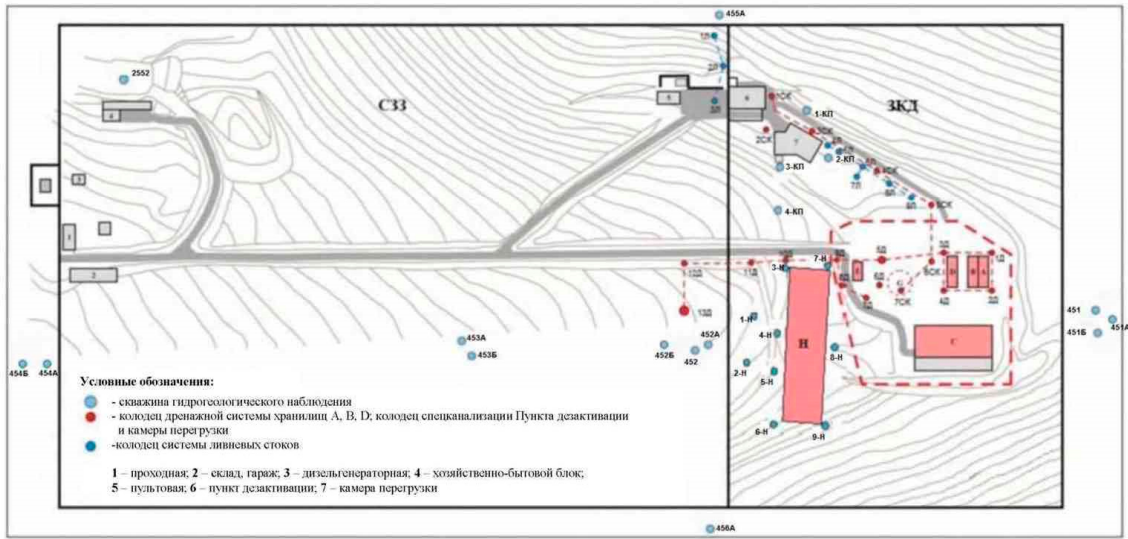 455А
1Л
2552
2Л
СЗЗ
ЗКД
5
3Л
6
1СК
4
1-КП
2СК
7
3СК
2-КП
3-КП
4СК
7Л
4-КП
5СК
3
1
2
12Д
11Д
3-Н
7-Н
5Д
3Д
1Д
6СК
6Д
D
B
A
G
7СК
4Д
2Д
13Д
1-Н
4-Н
Н
8-Н
С
2-Н
5-Н
6-Н
9-Н
451
451А
451Б
453А
453Б
452Б
452
452А
454Б
454А
Условные обозначения:
- скважина гидрогеологического наблюдения
- колодец дренажной системы хранилищ А, В, D; колодец спецканализации Пункта дезактивации
и камеры перегрузки
-колодец системы ливневых стоков
1 – проходная; 2 – склад, гараж; 3 – дизельгенераторная; 4 – хозяйственно-бытовой блок;
5 – пультовая; 6 – пункт дезактивации; 7 – камера перегрузки
456А